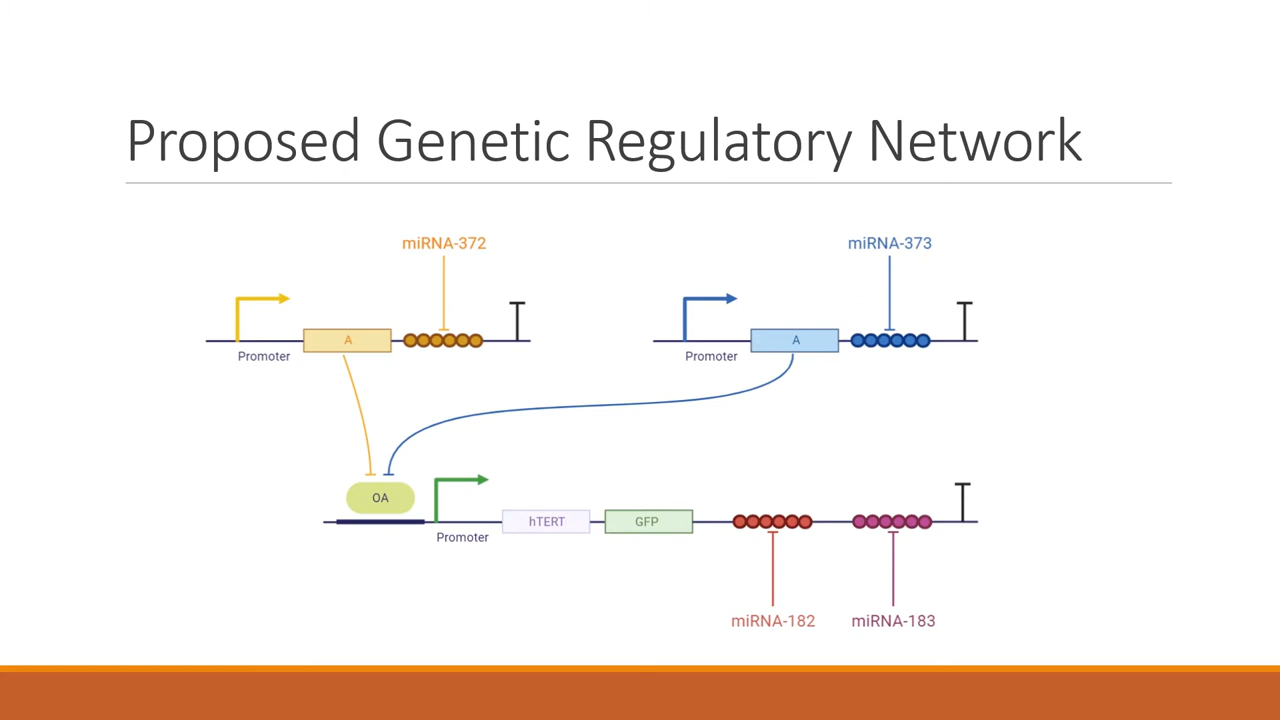 Proposed Genetic Regulatory Network
miRNA-372
miRNA-373
A
A
Promoter
Promoter
OA
hTERT
GFP
Promoter
miRNA-182
miRNA-183